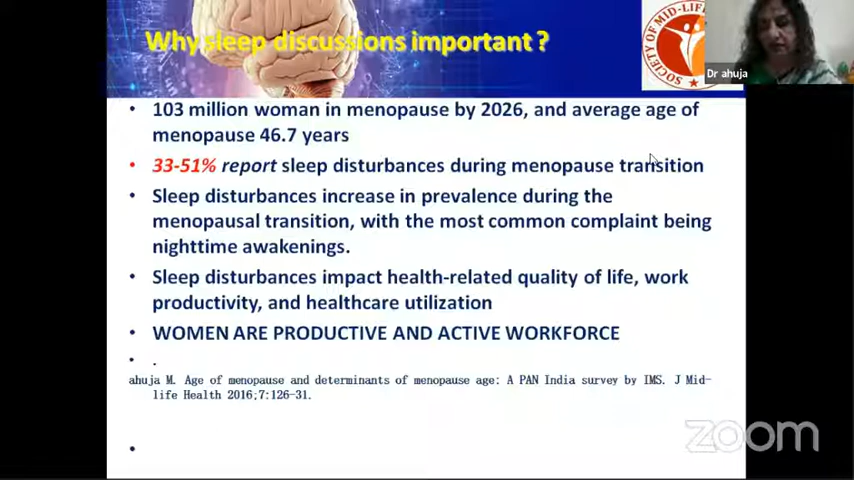 Why sleep discussions important ?
SOCIETY OF MID-LIFE
Dr ahuja
• 103 million woman in menopause by 2026, and average age of
menopause 46.7 years
• 33-51% report sleep disturbances during menopause transition
• Sleep disturbances increase in prevalence during the
menopausal transition, with the most common complaint being
nighttime awakenings.
• Sleep disturbances impact health-related quality of life, work
productivity, and healthcare utilization
• WOMEN ARE PRODUCTIVE AND ACTIVE WORKFORCE
• .
ahuja M. Age of menopause and determinants of menopause age: A PAN India survey by IMS. J Mid-
life Health 2016;7:126-31.
•
zoom